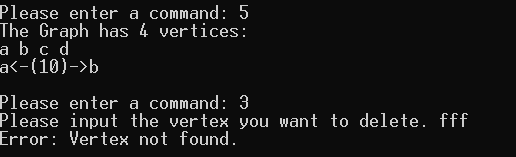 Please enter a command: 5
The Graph has 4 vertices:
a b c d
a<-(10)->b
Please enter a command: 3
Please input the vertex you want to delete. fff
Error: Vertex not found.